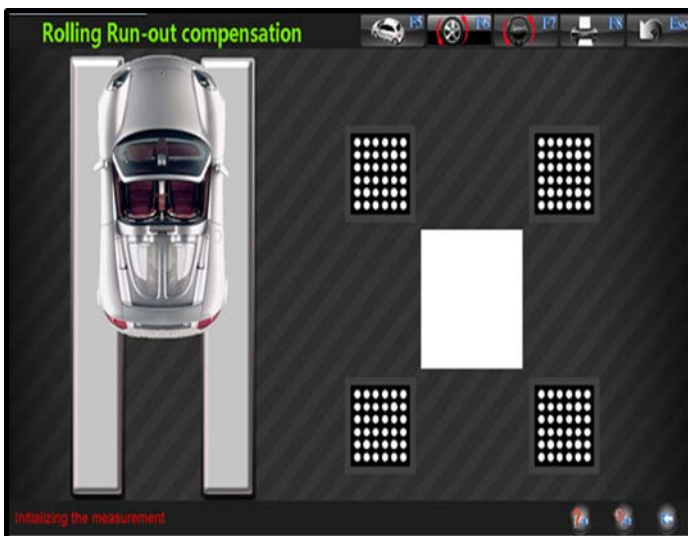 Rolling Run-out compensation
F5
F6
F7
F8
Esc
Initializing the measurement